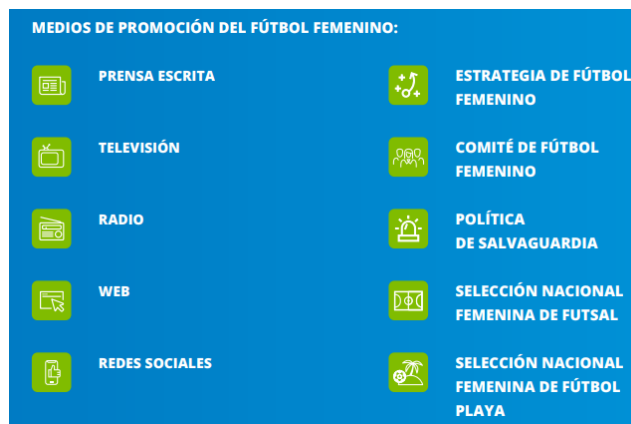 MEDIOS DE PROMOCIÓN DEL FÚTBOL FEMENINO:
PRENSA ESCRITA
TELEVISIÓN
RADIO
WEB
REDES SOCIALES
ESTRATEGIA DE FÚTBOL
FEMENINO
COMITÉ DE FÚTBOL
FEMENINO
POLÍTICA
DE SALVAGUARDIA
SELECCIÓN NACIONAL
FEMENINA DE FUTSAL
SELECCIÓN NACIONAL
FEMENINA DE FÚTBOL
PLAYA